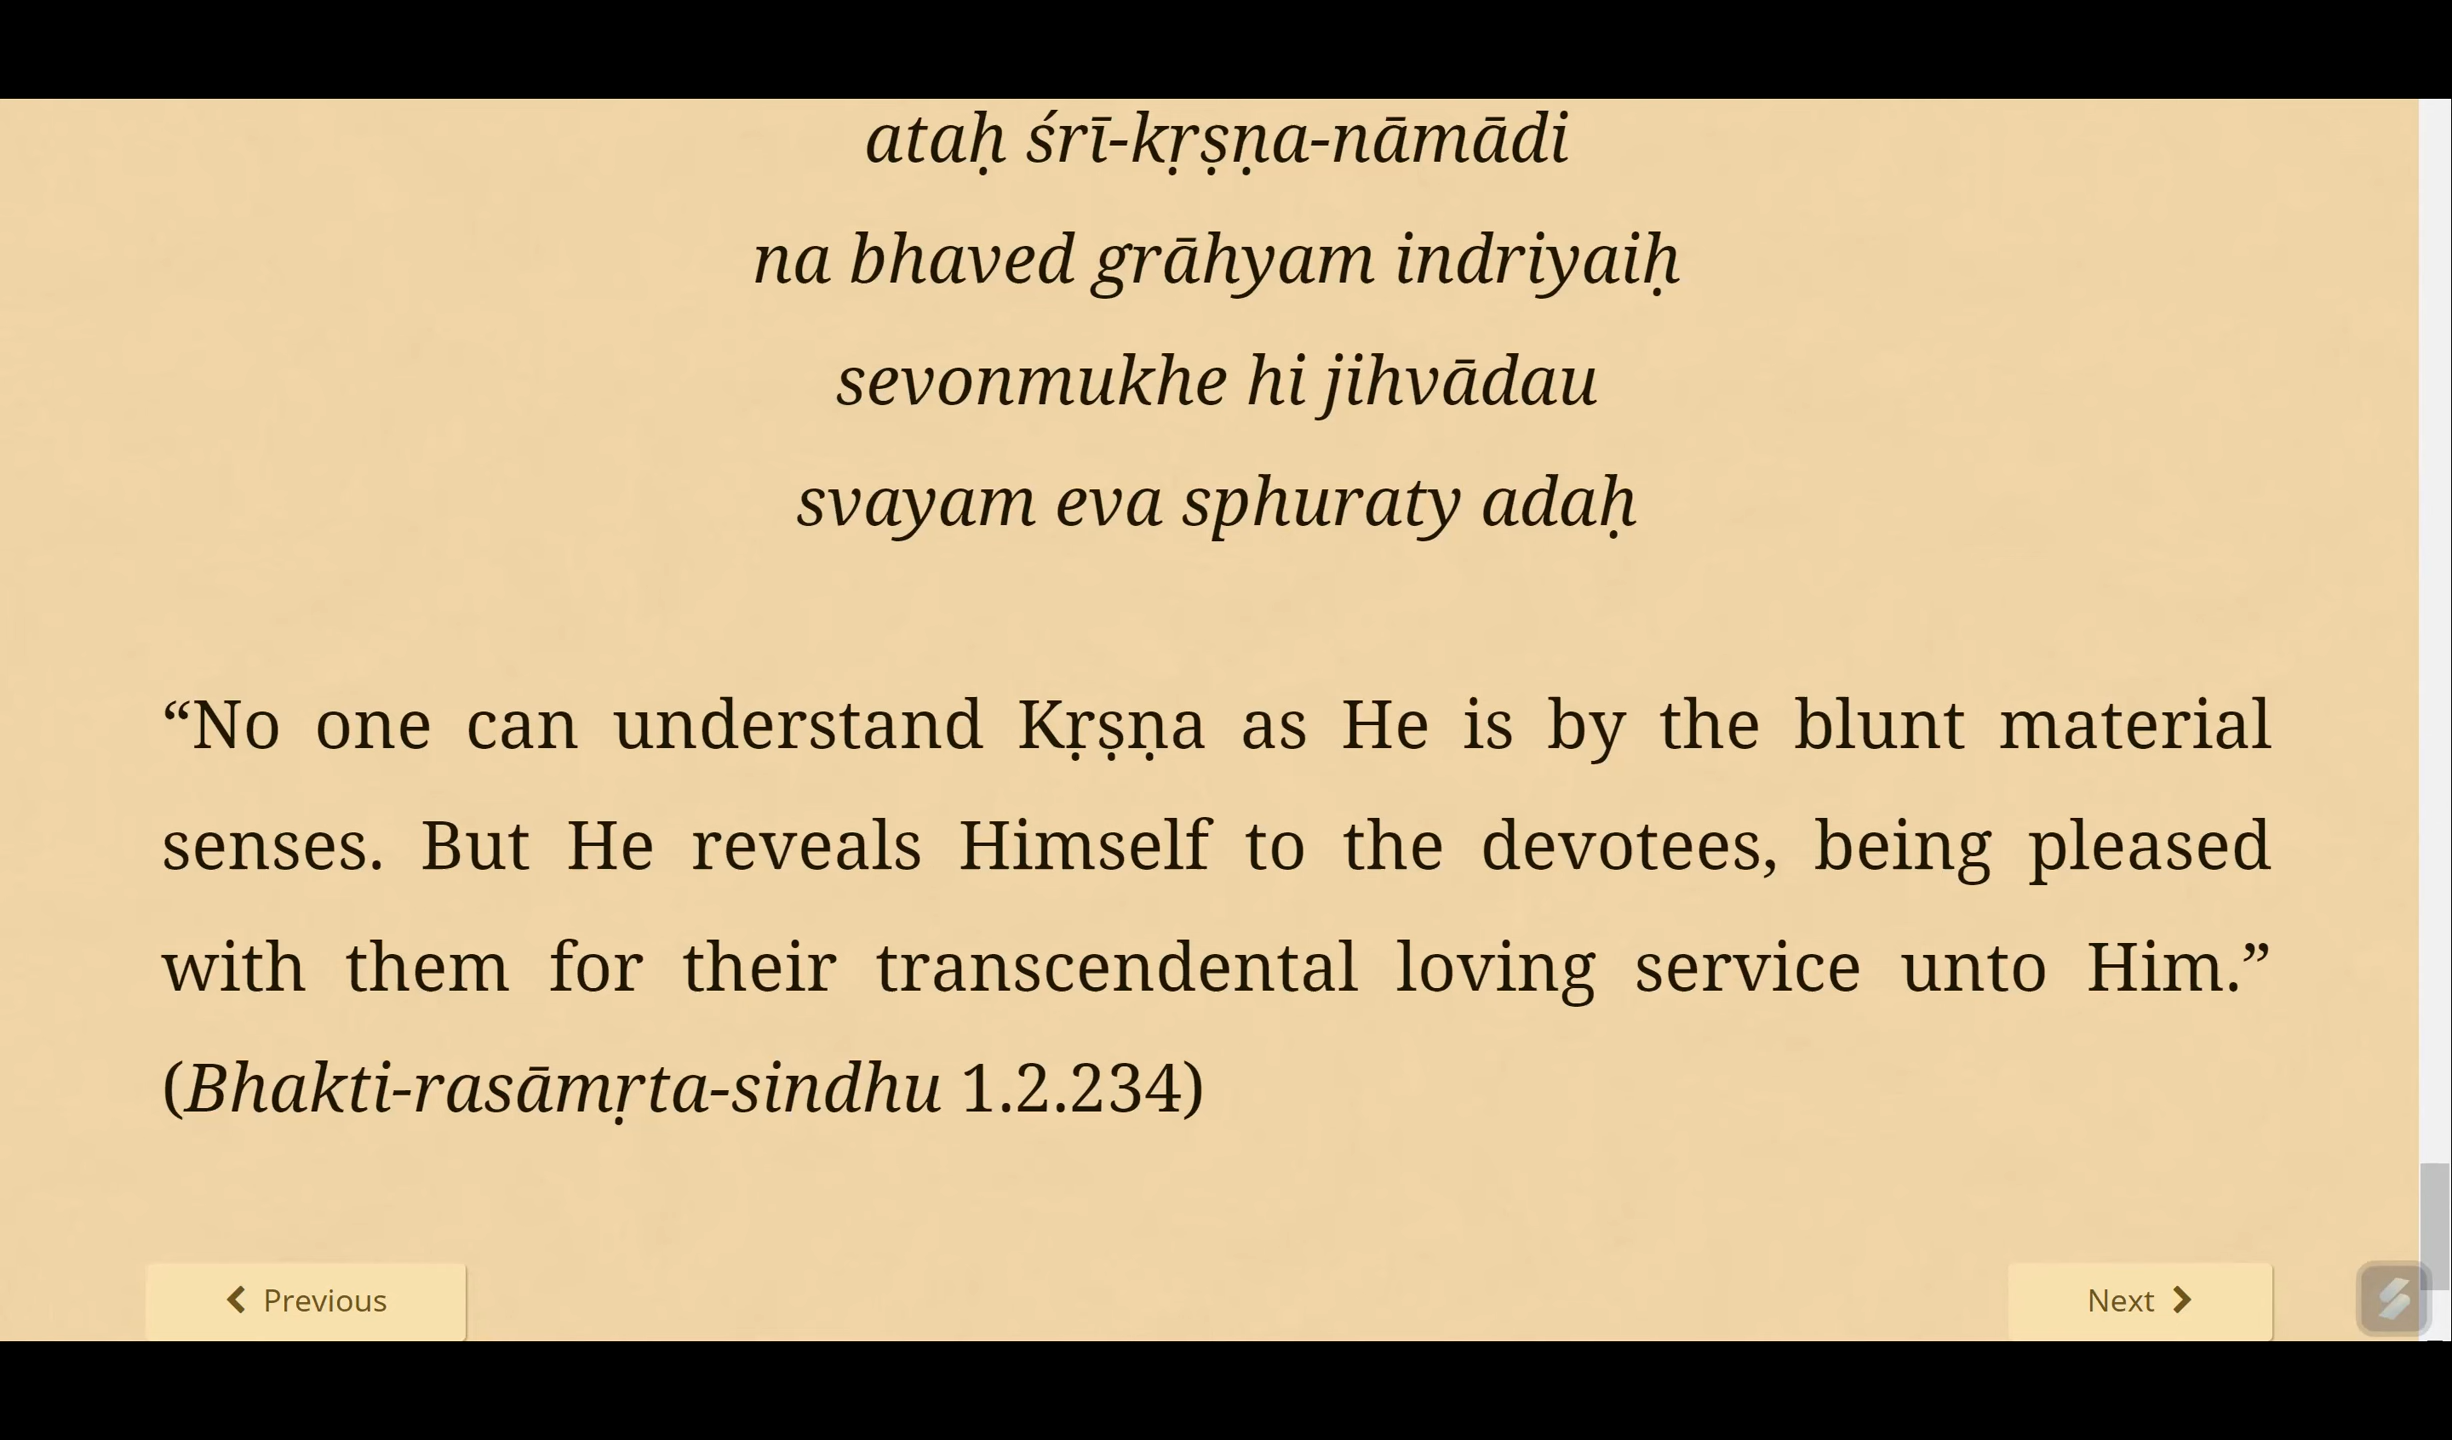 ataḥ śrī-kṛṣṇa-nāmādi
na bhaved grāhyam indriyaiḥ
sevonmukhe hi jihvādau
svayam eva sphuraty adaḥ
“No one can understand Kṛṣṇa as He is by the blunt material
senses. But He reveals Himself to the devotees, being pleased
with them for their transcendental loving service unto Him.”
(Bhakti-rasāmṛta-sindhu 1.2.234)
Previous
Next